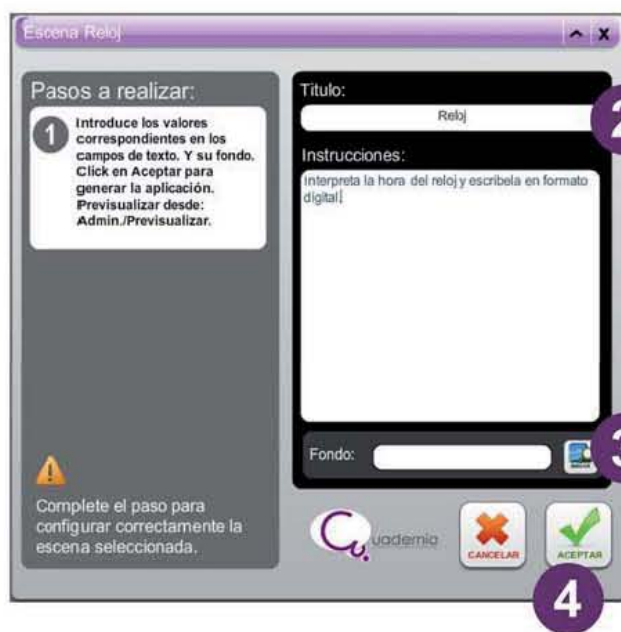 Escena Reloj
Pasos a realizar:
1
Introduce los valores
correspondientes en los
campos de texto. Y su fondo.
Click en Aceptar para
generar la aplicación.
Previsualizar desde:
Admin./Previsualizar.
Complete el paso para
configurar correctamente la
escena seleccionada.
Titulo:
Reloj
2
Instrucciones:
Interpreta la hora del reloj y escribela en formato
digital.
Fondo:
3
Cuadernia
CANCELAR
ACEPTAR
4